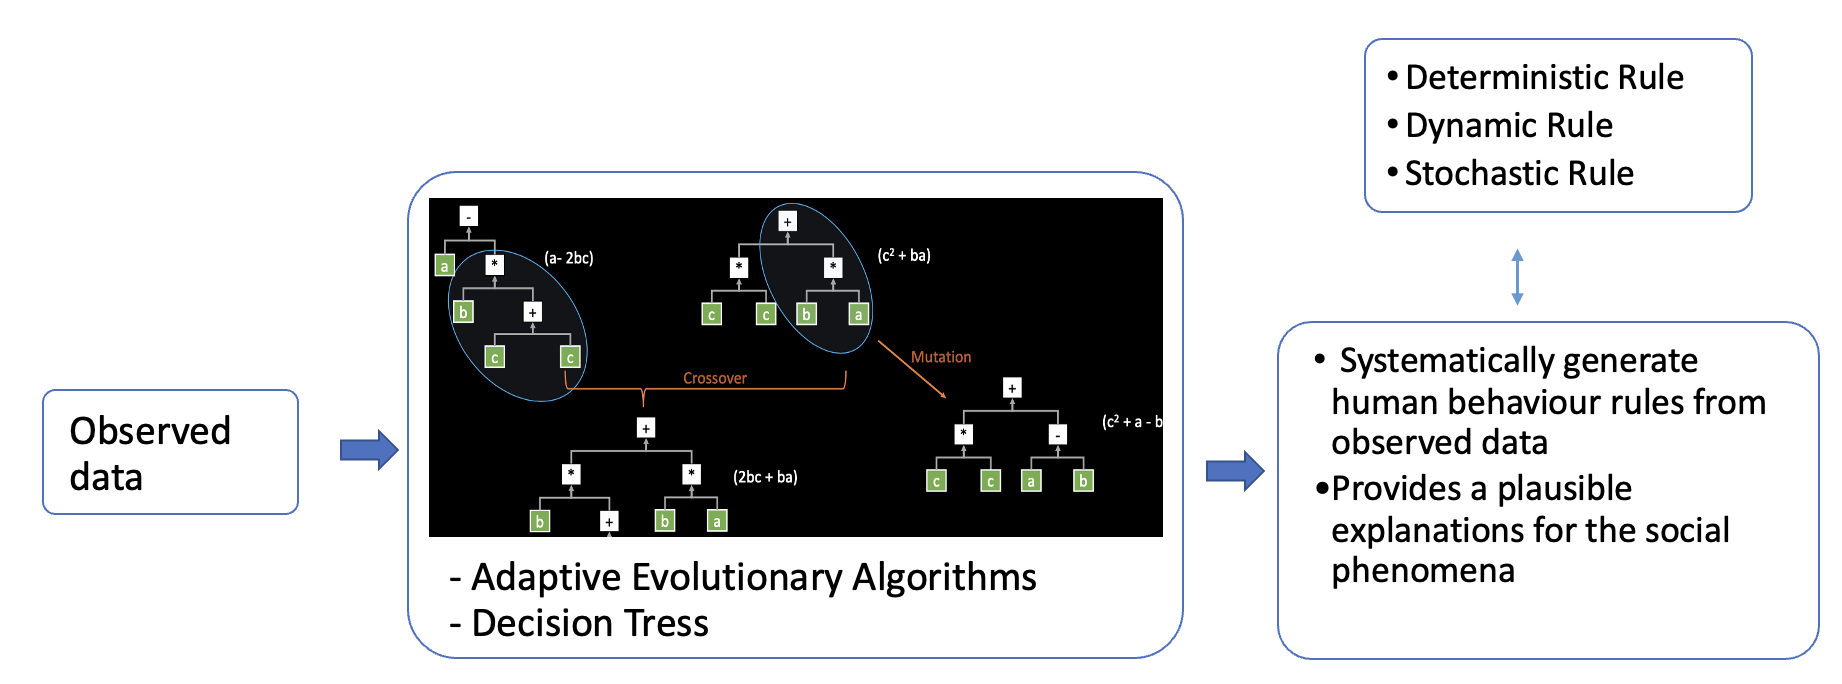 Observed
data
-
a
*
(a- 2bc)
b
+
c
c
+
*
*
(c² + ba)
c
c
b
a
Crossover
Mutation
+
*
*
(2bc + ba)
b
+
b
a
+
*
-
(c² + a - b
c
c
a
b
- Adaptive Evolutionary Algorithms
- Decision Tress
• Deterministic Rule
• Dynamic Rule
• Stochastic Rule
• Systematically generate
human behaviour rules from
observed data
•Provides a plausible
explanations for the social
phenomena